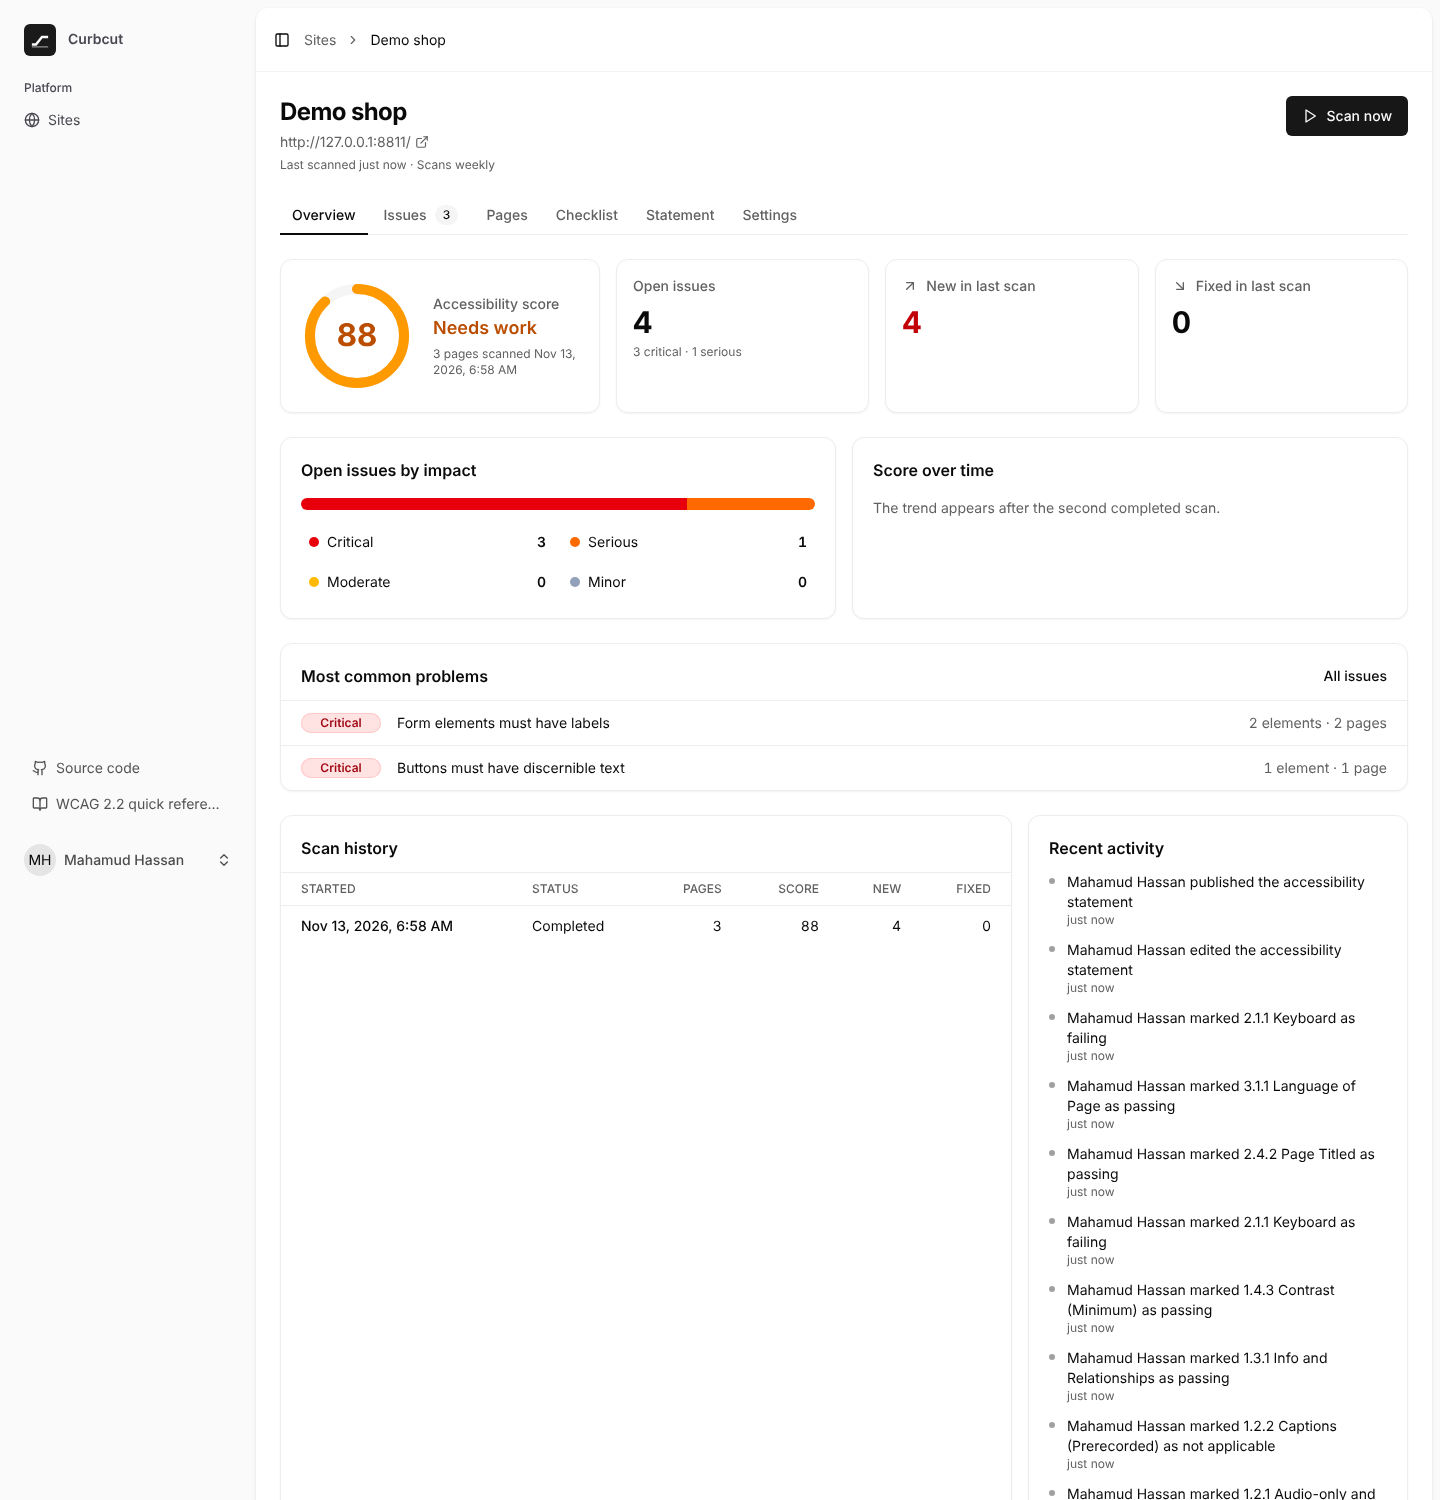 Curbcut
Platform
Sites
Source code
WCAG 2.2 quick refere...
MH Mahamud Hassan
Sites > Demo shop
Demo shop
http://127.0.0.1:8811/
Last scanned just now · Scans weekly
Scan now
Overview Issues 3 Pages Checklist Statement Settings
88
Accessibility score
Needs work
3 pages scanned Nov 13,
2026, 6:58 AM
Open issues
4
3 critical · 1 serious
New in last scan
4
Fixed in last scan
0
Open issues by impact
Critical 3 Serious 1
Moderate 0 Minor 0
Score over time
The trend appears after the second completed scan.
Most common problems All issues
Critical Form elements must have labels 2 elements · 2 pages
Critical Buttons must have discernible text 1 element · 1 page
Scan history
STARTED STATUS PAGES SCORE NEW FIXED
Nov 13, 2026, 6:58 AM Completed 3 88 4 0
Recent activity
Mahamud Hassan published the accessibility
statement
just now
Mahamud Hassan edited the accessibility
statement
just now
Mahamud Hassan marked 2.1.1 Keyboard as
failing
just now
Mahamud Hassan marked 3.1.1 Language of
Page as passing
just now
Mahamud Hassan marked 2.4.2 Page Titled as
passing
just now
Mahamud Hassan marked 2.1.1 Keyboard as
failing
just now
Mahamud Hassan marked 1.4.3 Contrast
(Minimum) as passing
just now
Mahamud Hassan marked 1.3.1 Info and
Relationships as passing
just now
Mahamud Hassan marked 1.2.2 Captions
(Prerecorded) as not applicable
just now
Mahamud Hassan marked 1.2.1 Audio-only and